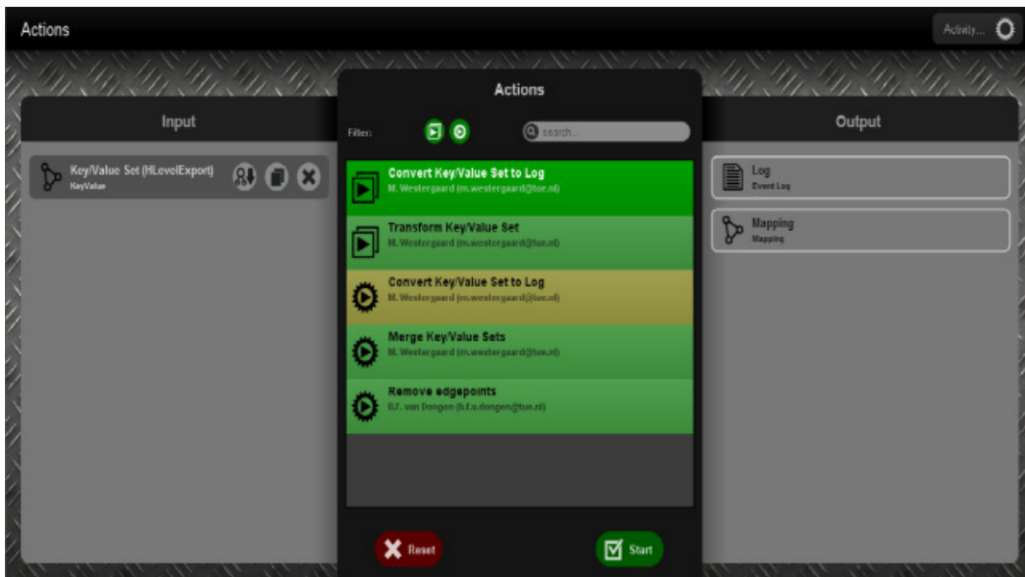 Actions
Activity...
Input
Key/Value Set (HLevelExport)
KeyValue
Actions
Filter:
search...
Convert Key/Value Set to Log
M. Westergaard (m.westergaard@tue.nl)
Transform Key/Value Set
M. Westergaard (m.westergaard@tue.nl)
Convert Key/Value Set to Log
M. Westergaard (m.westergaard@tue.nl)
Merge Key/Value Sets
M. Westergaard (m.westergaard@tue.nl)
Remove edgepoints
B.F. van Dongen (b.f.v.dongen@tue.nl)
Reset
Start
Output
Log
Event Log
Mapping
Mapping